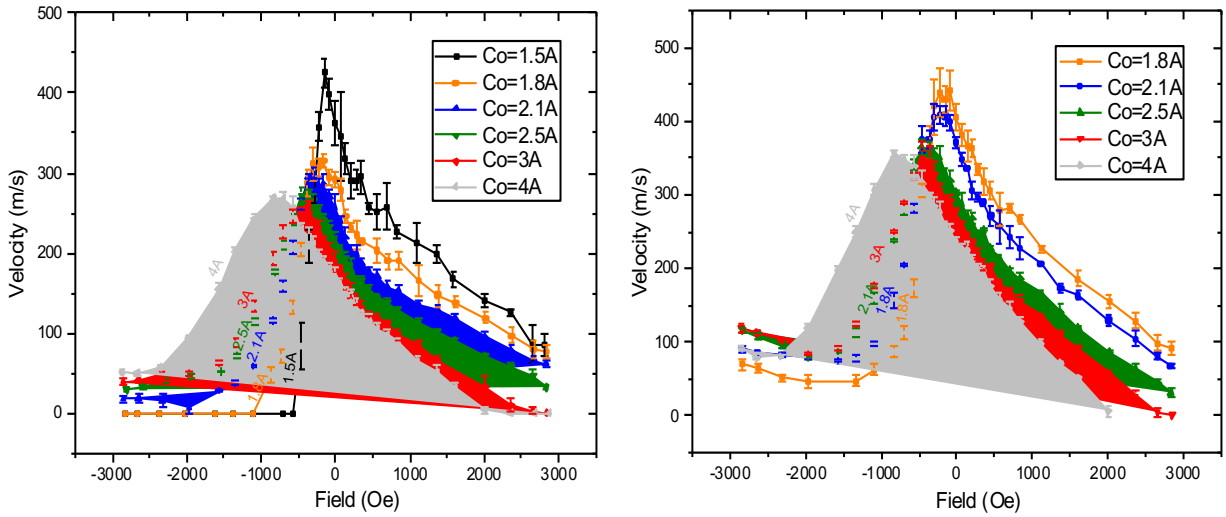 500
400
300
200
100
0
Velocity (m/s)
-3000 -2000 -1000 0 1000 2000 3000
Field (Oe)
Co=1.5A
Co=1.8A
Co=2.1A
Co=2.5A
Co=3A
Co=4A
4A
3A
2.5A
2.1A
1.8A
1.5A
500
400
300
200
100
0
Velocity (m/s)
-3000 -2000 -1000 0 1000 2000 3000
Field (Oe)
Co=1.8A
Co=2.1A
Co=2.5A
Co=3A
Co=4A
4A
3A
2.1A
1.8A
1.8A